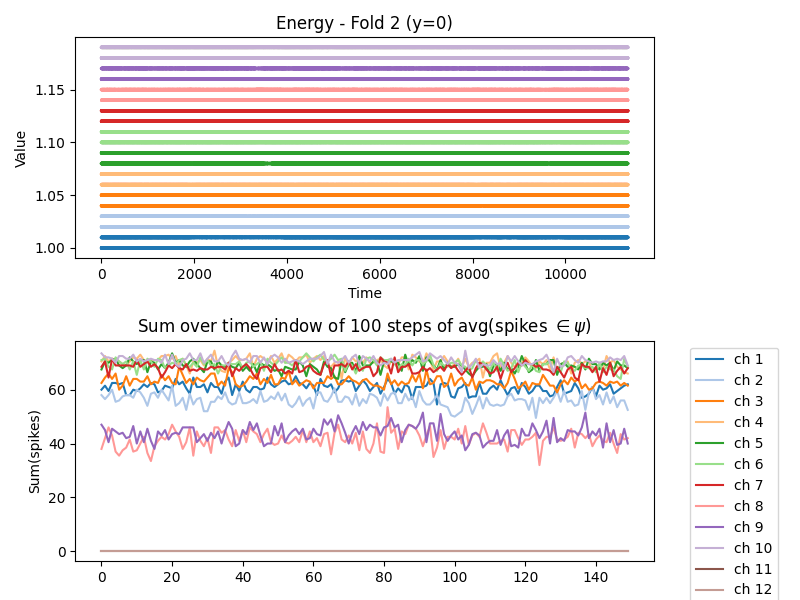 Energy - Fold 2 (y=0)
1.15
1.10
1.05
1.00
Value
0 2000 4000 6000 8000 10000
Time
Sum over timewindow of 100 steps of avg(spikes ∈ ψ)
60
40
20
0
Sum(spikes)
0 20 40 60 80 100 120 140
ch 1
ch 2
ch 3
ch 4
ch 5
ch 6
ch 7
ch 8
ch 9
ch 10
ch 11
ch 12